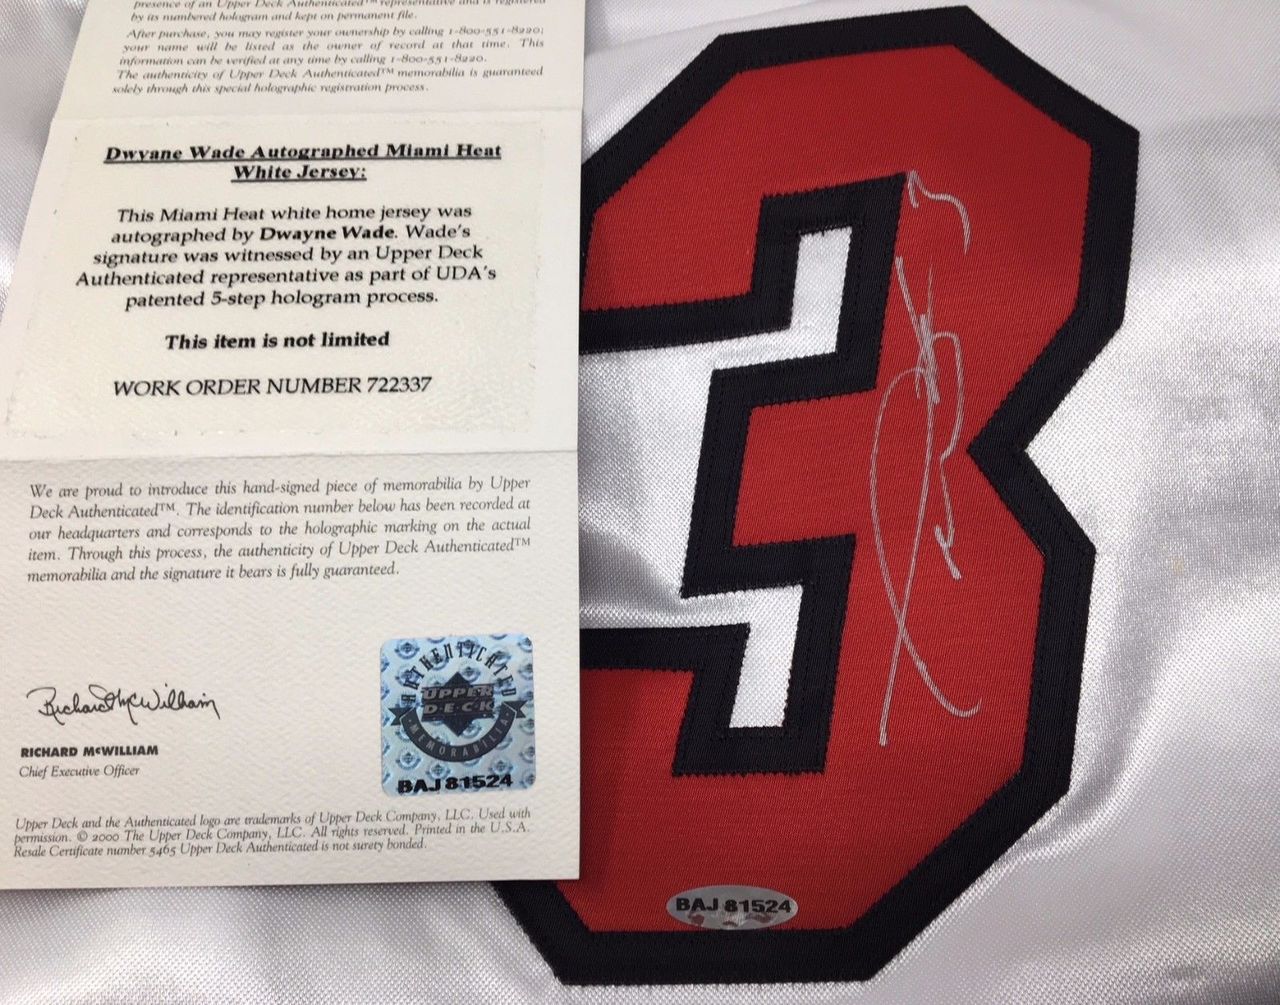 presence of an Upper Deck Authenticated™ representative and is registered
by its numbered hologram and kept on permanent file.
After purchase, you may register your ownership by calling 1-800-551-8220;
your name will be listed as the owner of record at that time. This
information can be verified at any time by calling 1-800-551-8220.
The authenticity of Upper Deck Authenticated™ memorabilia is guaranteed
solely through this special holographic registration process.
Dwyane Wade Autographed Miami Heat
White Jersey:
This Miami Heat white home jersey was
autographed by Dwayne Wade. Wade's
signature was witnessed by an Upper Deck
Authenticated representative as part of UDA's
patented 5-step hologram process.
This item is not limited
WORK ORDER NUMBER 722337
We are proud to introduce this hand-signed piece of memorabilia by Upper
Deck Authenticated™. The identification number below has been recorded at
our headquarters and corresponds to the holographic marking on the actual
item. Through this process, the authenticity of Upper Deck Authenticated™
memorabilia and the signature it bears is fully guaranteed.
Richard McWilliam
RICHARD McWILLIAM
Chief Executive Officer
AUTHENTICATED
UPPER
DECK
MEMORABILIA
BAJ 81524
Upper Deck and the Authenticated logo are trademarks of Upper Deck Company, LLC. Used with
permission. © 2000 The Upper Deck Company, LLC. All rights reserved. Printed in the U.S.A.
Resale Certificate number 5465 Upper Deck Authenticated is not surety bonded.
3
BAJ 81524